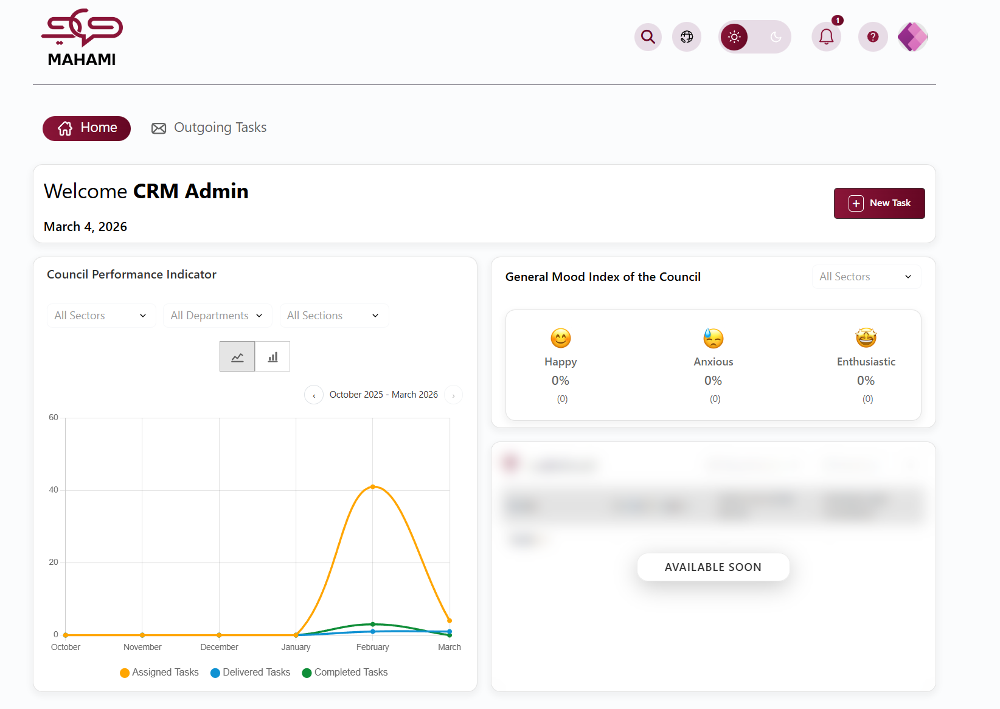 MAHAMI
1
Home
Outgoing Tasks
Welcome CRM Admin
March 4, 2026
New Task
Council Performance Indicator
All Sectors
All Departments
All Sections
October 2025 - March 2026
60
40
20
0
October
November
December
January
February
March
Assigned Tasks
Delivered Tasks
Completed Tasks
General Mood Index of the Council
All Sectors
Happy
0%
(0)
Anxious
0%
(0)
Enthusiastic
0%
(0)
AVAILABLE SOON